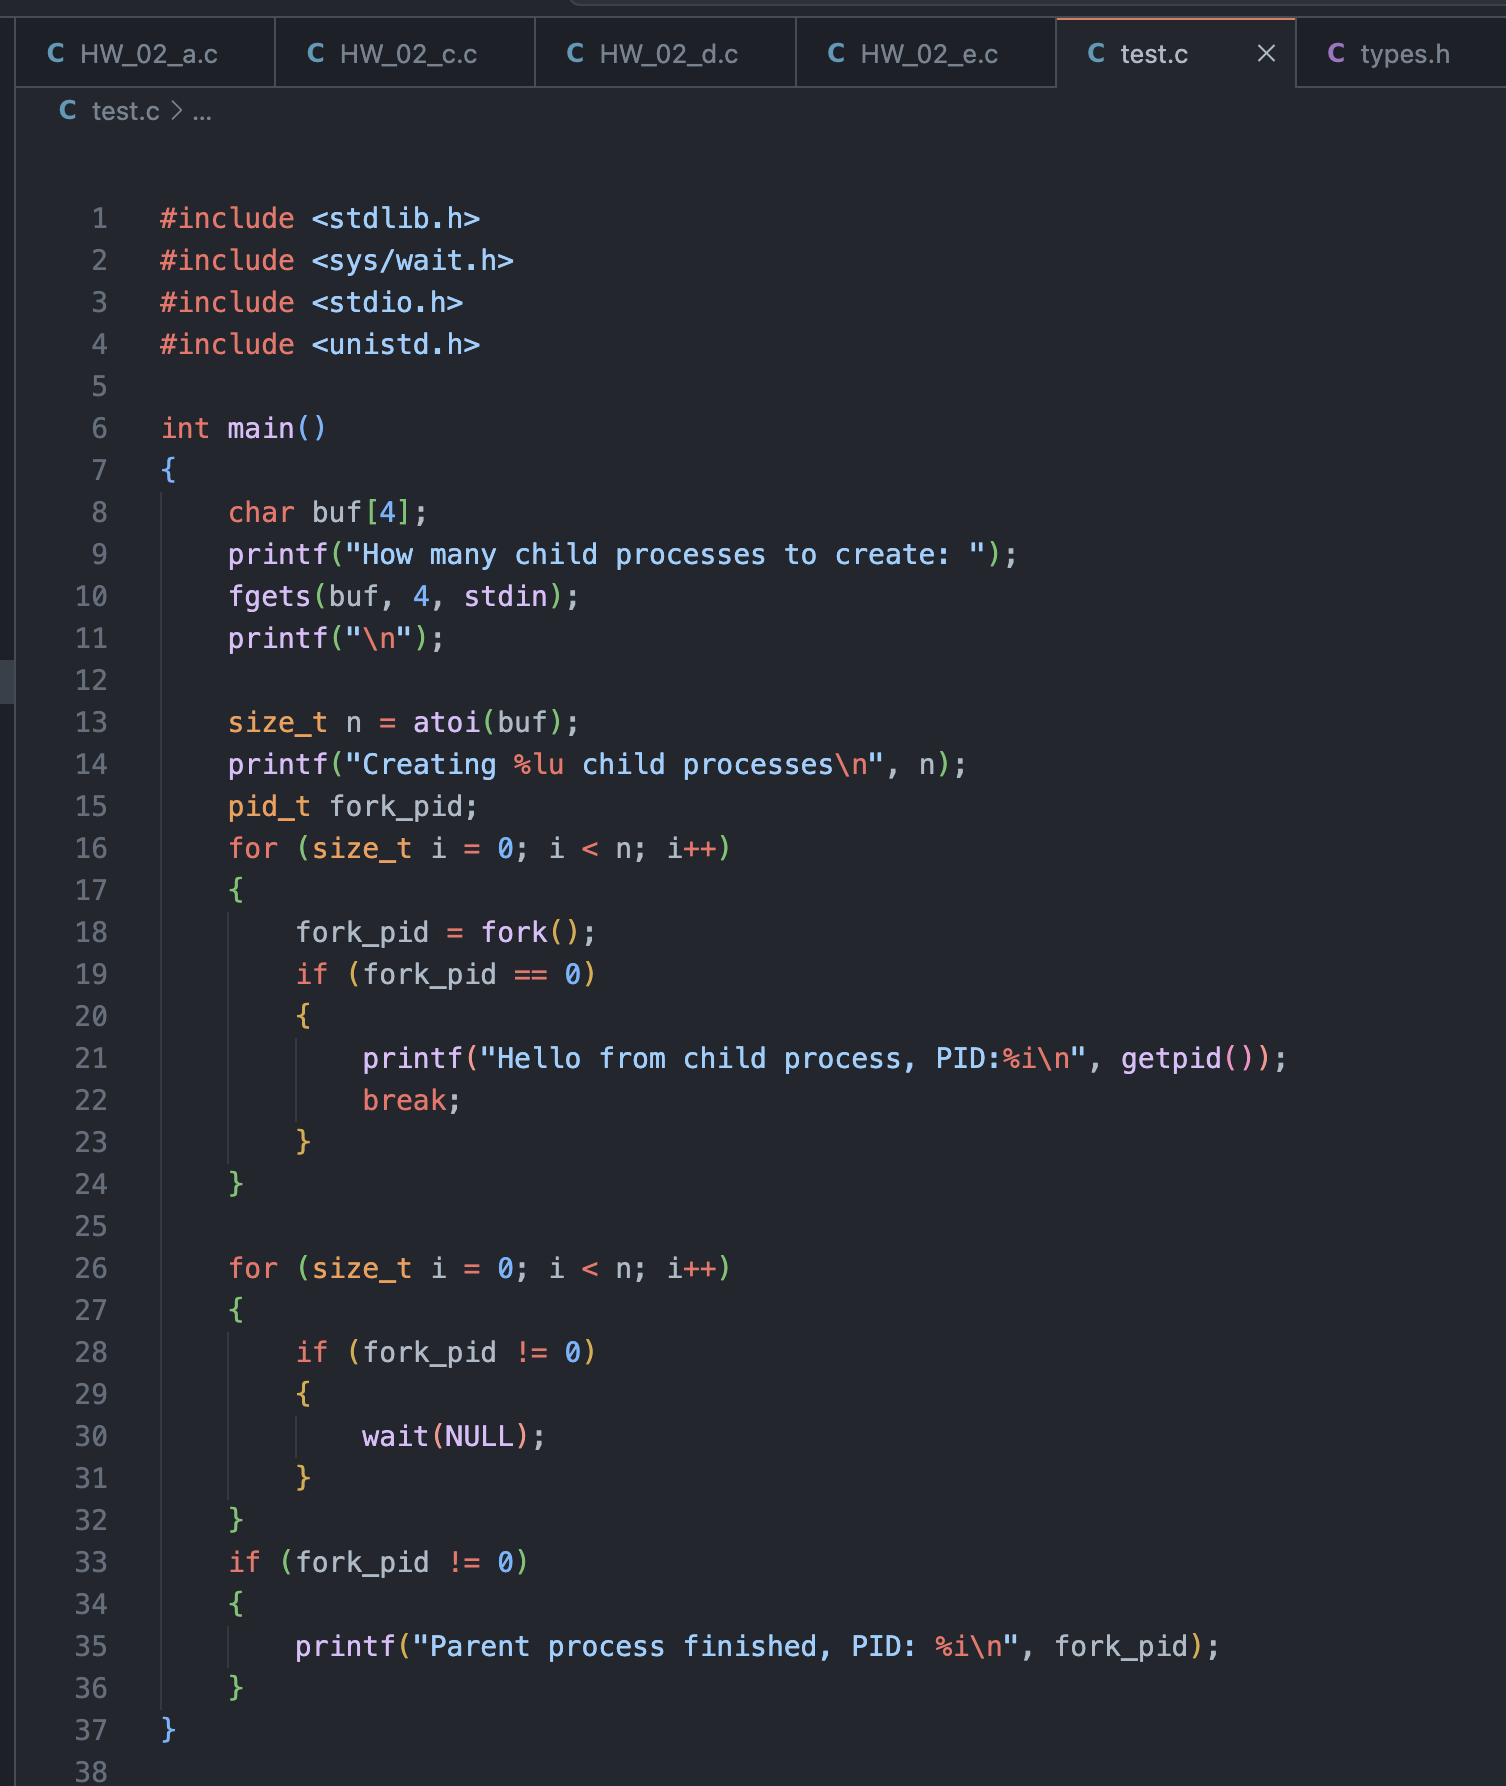 C HW_02_a.c C HW_02_c.c C HW_02_d.c C HW_02_e.c C test.c × C types.h
C test.c > ...
1 #include <stdlib.h>
2 #include <sys/wait.h>
3 #include <stdio.h>
4 #include <unistd.h>
5
6 int main()
7 {
8     char buf[4];
9     printf("How many child processes to create: ");
10     fgets(buf, 4, stdin);
11     printf("\n");
12
13     size_t n = atoi(buf);
14     printf("Creating %lu child processes\n", n);
15     pid_t fork_pid;
16     for (size_t i = 0; i < n; i++)
17     {
18         fork_pid = fork();
19         if (fork_pid == 0)
20         {
21             printf("Hello from child process, PID:%i\n", getpid());
22             break;
23         }
24     }
25
26     for (size_t i = 0; i < n; i++)
27     {
28         if (fork_pid != 0)
29         {
30             wait(NULL);
31         }
32     }
33     if (fork_pid != 0)
34     {
35         printf("Parent process finished, PID: %i\n", fork_pid);
36     }
37 }
38